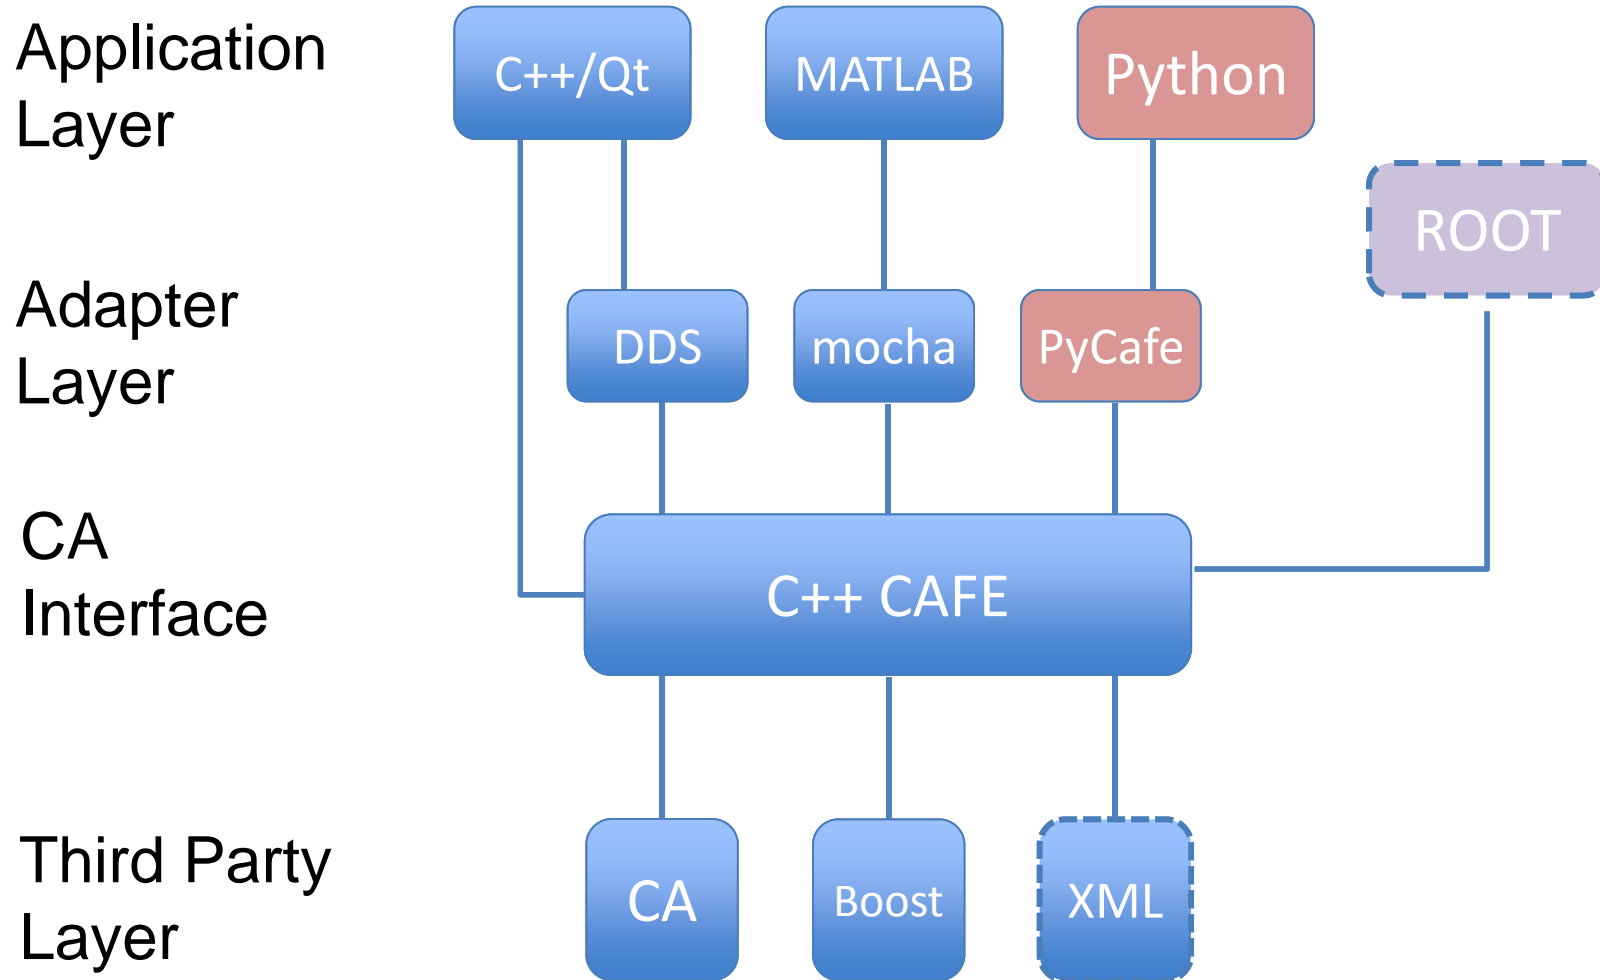 Application
Layer
C++/Qt
MATLAB
Python
ROOT
Adapter
Layer
DDS
mocha
PyCafe
CA
Interface
C++ CAFE
Third Party
Layer
CA
Boost
XML